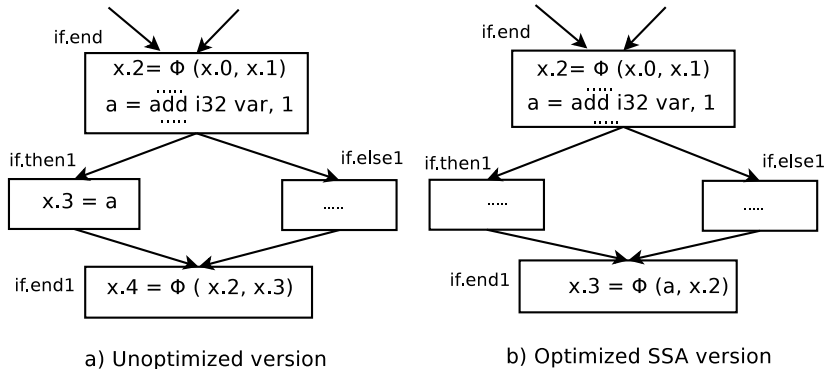 if.end
x.2= Φ (x.0, x.1)
.....
a = add i32 var, 1
.....
if.then1
if.else1
x.3 = a
.....
if.end1
x.4 = Φ ( x.2, x.3)
a) Unoptimized version
if.end
x.2= Φ (x.0, x.1)
.....
a = add i32 var, 1
.....
if.then1
if.else1
.....
.....
if.end1
x.3 = Φ (a, x.2)
b) Optimized SSA version